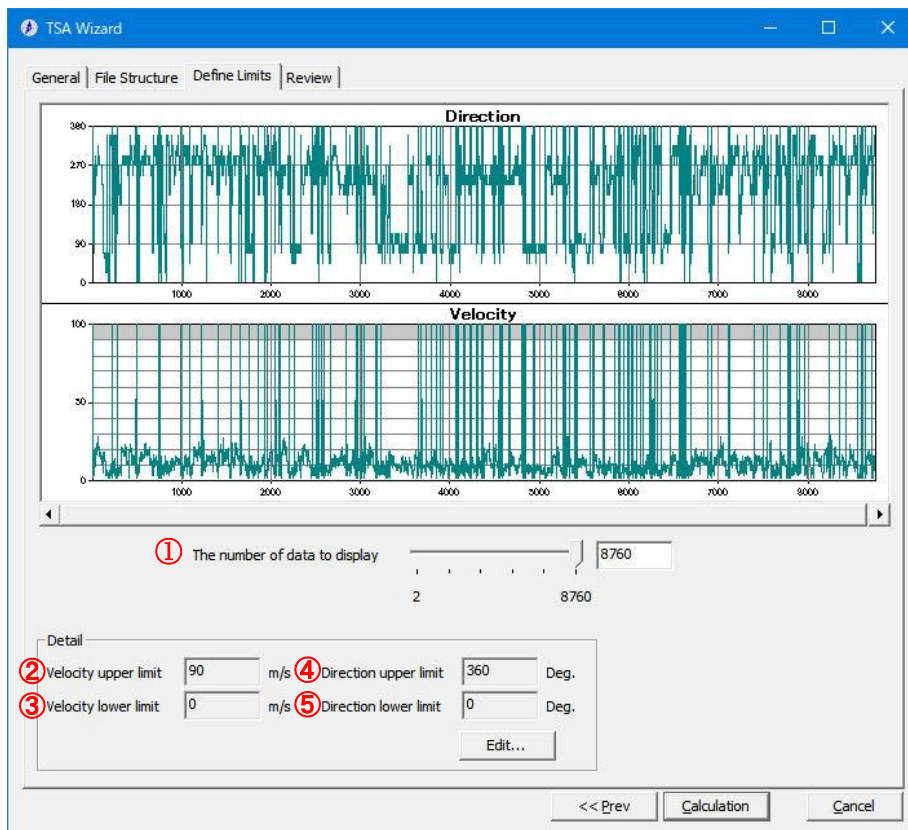 TSA Wizard
General File Structure Define Limits Review
Direction
360
270
180
90
0
1000 2000 3000 4000 5000 6000 7000 8000
Velocity
100
50
0
1000 2000 3000 4000 5000 6000 7000 8000
① The number of data to display 8760
2 8760
Detail
② Velocity upper limit 90 m/s ④ Direction upper limit 360 Deg.
③ Velocity lower limit 0 m/s ⑤ Direction lower limit 0 Deg.
Edit...
<< Prev Calculation Cancel